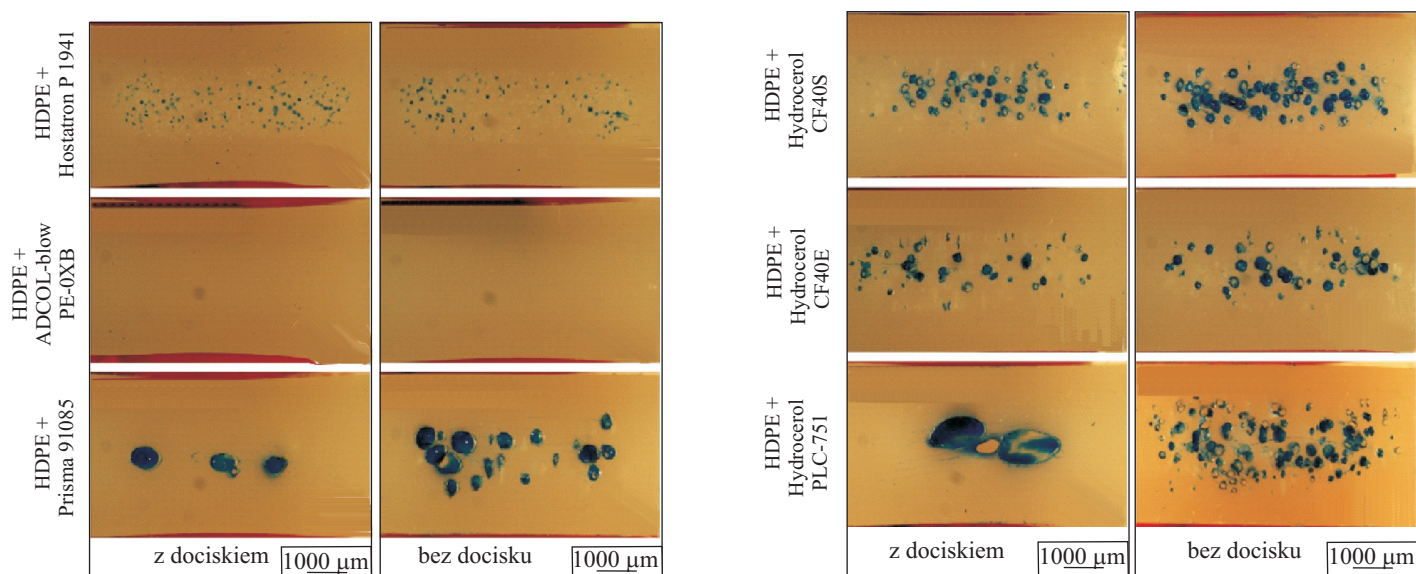 HDPE +
Hostatron P 1941
HDPE +
ADCOL-blow
PE-0XB
HDPE +
Prisma 91085
z dociskiem
1000 µm
bez docisku
1000 µm
HDPE +
Hydrocerol
CF40S
HDPE +
Hydrocerol
CF40E
HDPE +
Hydrocerol
PLC-751
z dociskiem
1000 µm
bez docisku
1000 µm